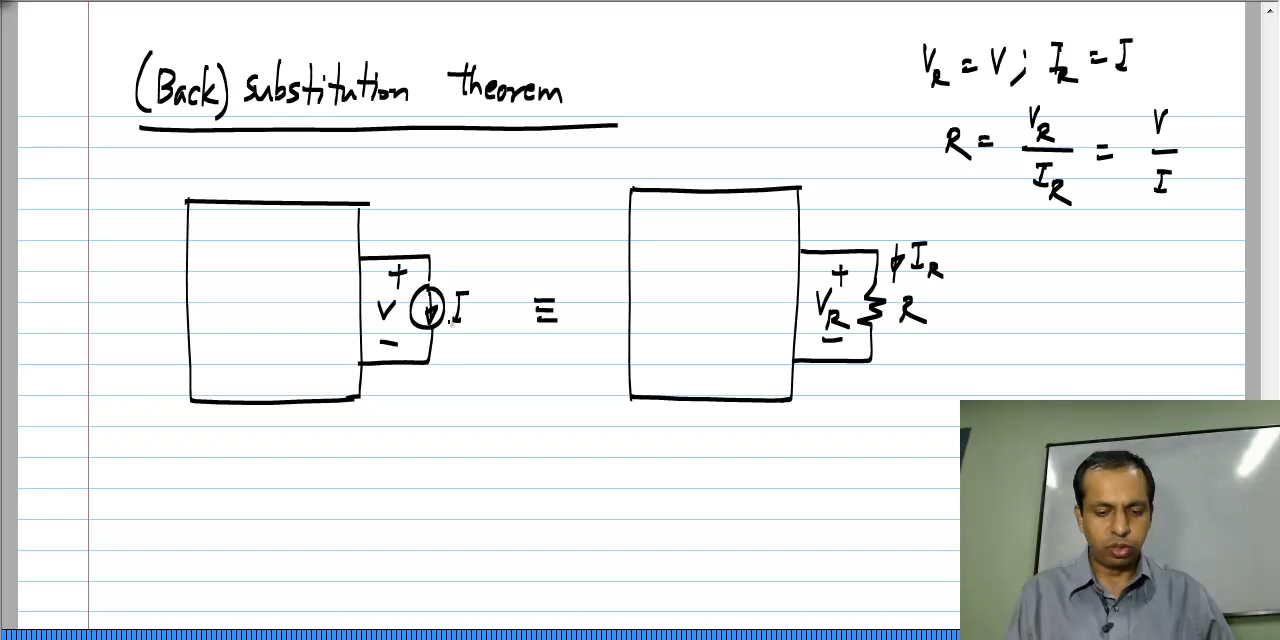 (Back) substitution theorem
V_R = V ; I_R = I
R = V_R / I_R = V / I
+
V
I
−
≡
+
V_R
−
I_R
R